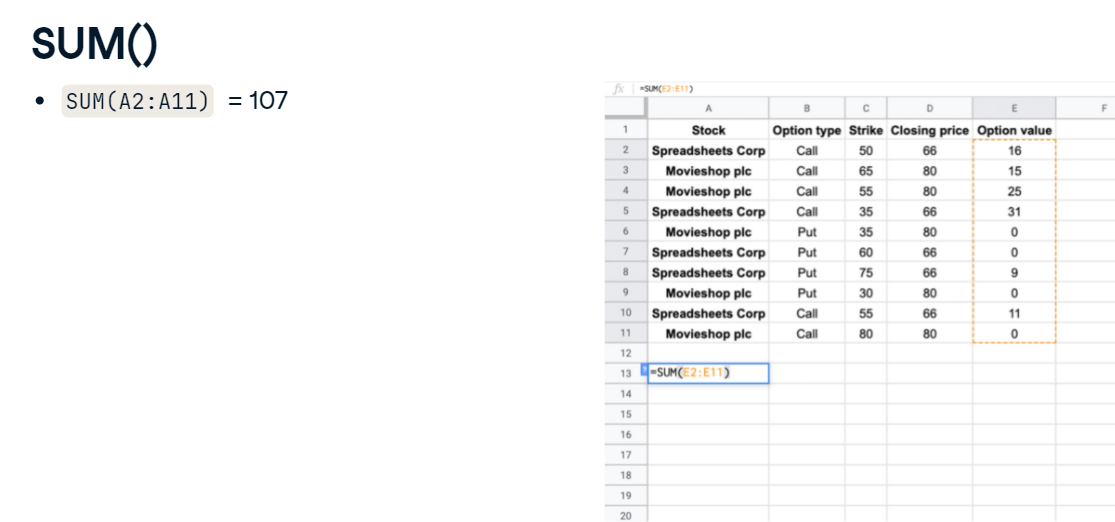 SUM()
• SUM(A2:A11) = 107
fx =SUM(E2:E11)
A B C D E F
1 Stock Option type Strike Closing price Option value
2 Spreadsheets Corp Call 50 66 16
3 Movieshop plc Call 65 80 15
4 Movieshop plc Call 55 80 25
5 Spreadsheets Corp Call 35 66 31
6 Movieshop plc Put 35 80 0
7 Spreadsheets Corp Put 60 66 0
8 Spreadsheets Corp Put 75 66 9
9 Movieshop plc Put 30 80 0
10 Spreadsheets Corp Call 55 66 11
11 Movieshop plc Call 80 80 0
12
13 ? =SUM(E2:E11)
14
15
16
17
18
19
20